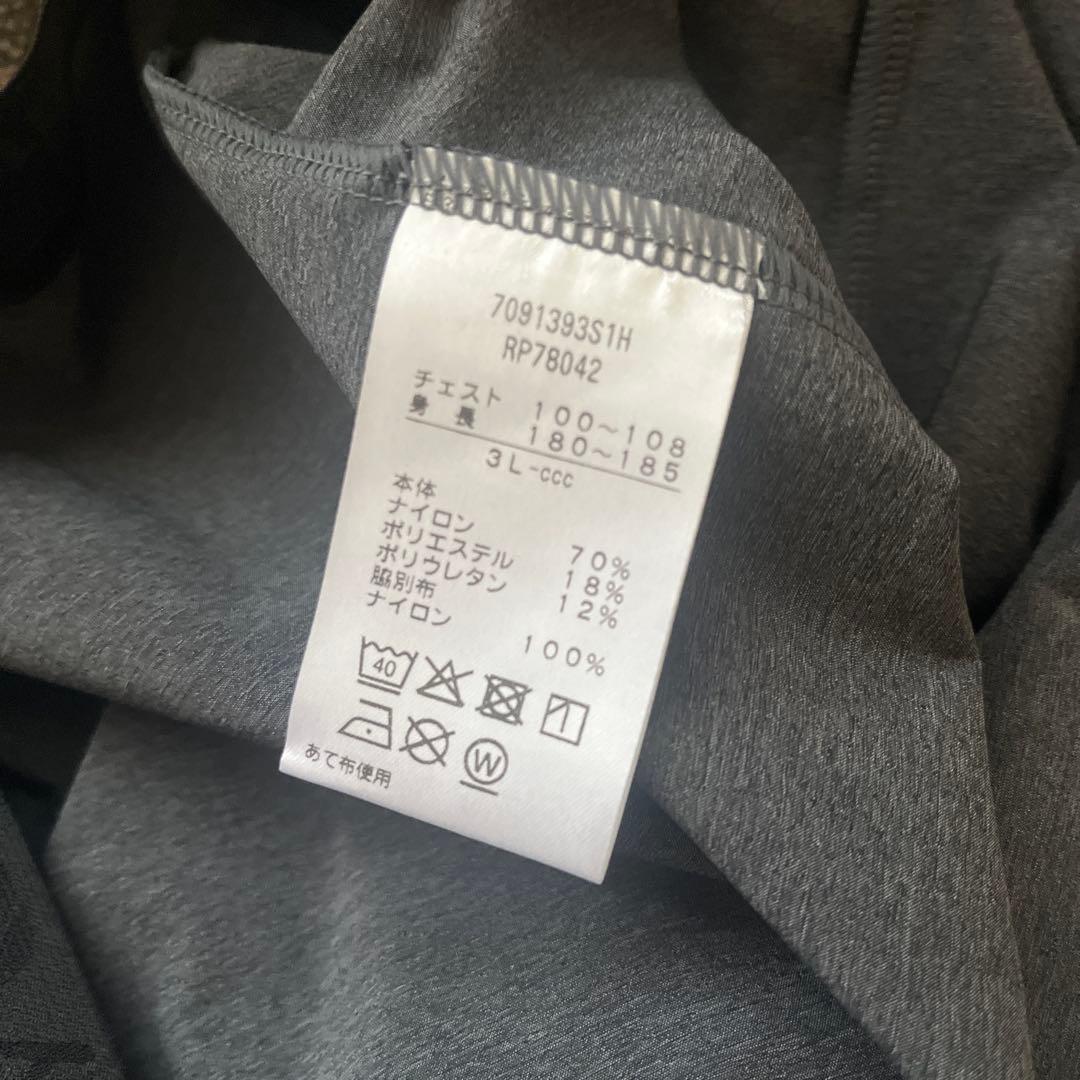 7091393S1H
RP78042
チェスト 100～108
身 長 180～185
3L-ccc
本体
ナイロン 70%
ポリエステル 18%
ポリウレタン 12%
脇別布
ナイロン 100%
40
W
あて布使用